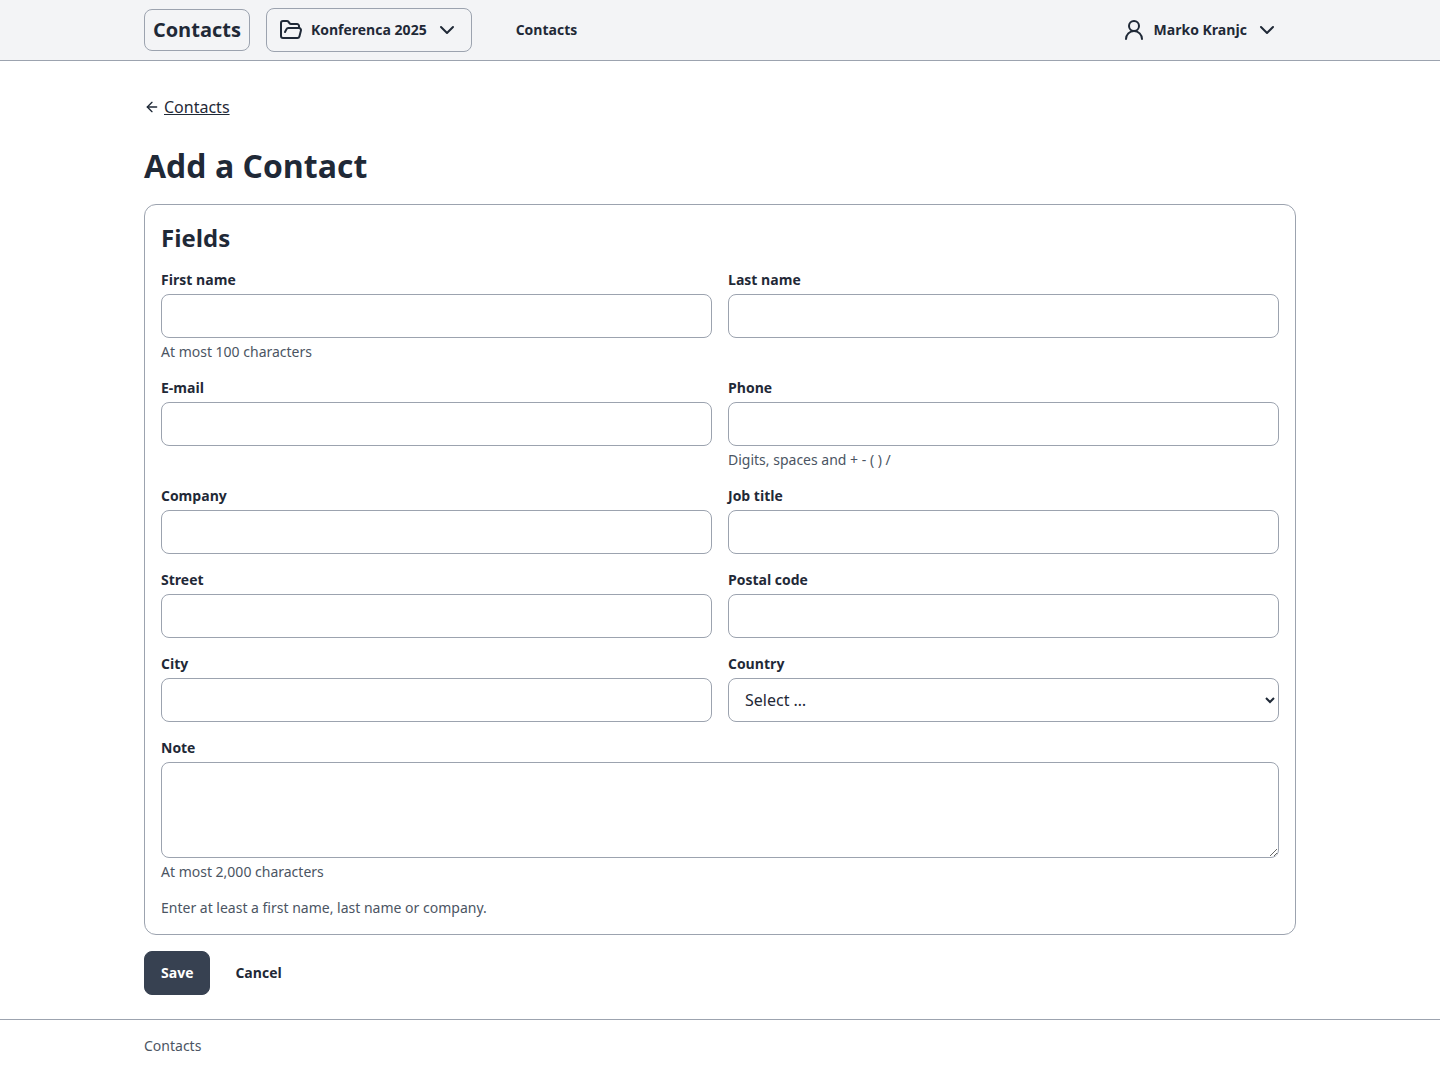 Contacts
Konferenca 2025
Contacts
Marko Kranjc
Contacts
Add a Contact
Fields
First name
Last name
At most 100 characters
E-mail
Phone
Digits, spaces and + - ( ) /
Company
Job title
Street
Postal code
City
Country
Select ...
Note
At most 2,000 characters
Enter at least a first name, last name or company.
Save
Cancel
Contacts